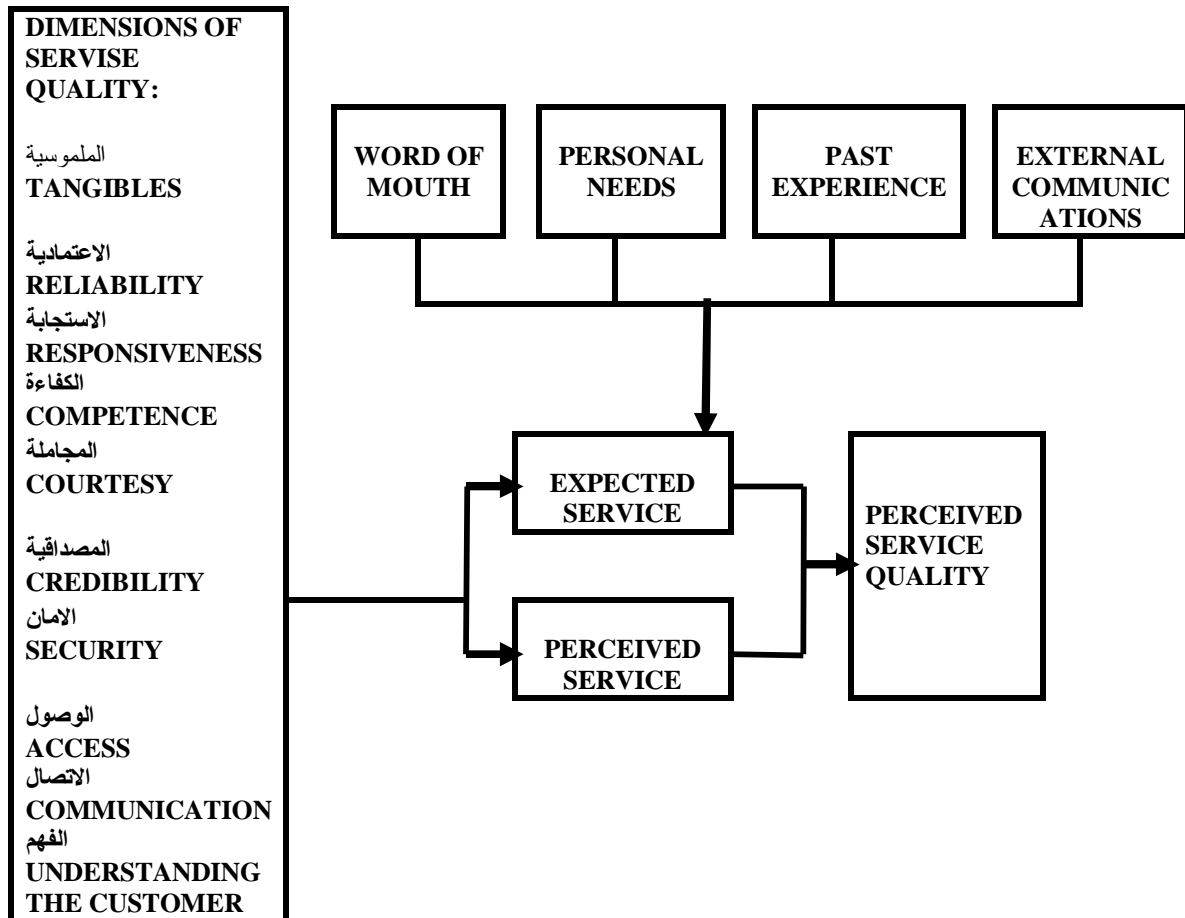 DIMENSIONS OF
SERVISE
QUALITY:
الملموسية
TANGIBLES
الاعتمادية
RELIABILITY
الاستجابة
RESPONSIVENESS
الكفاءة
COMPETENCE
المجاملة
COURTESY
المصداقية
CREDIBILITY
الامان
SECURITY
الوصول
ACCESS
الاتصال
COMMUNICATION
الفهم
UNDERSTANDING
THE CUSTOMER
WORD OF
MOUTH
PERSONAL
NEEDS
PAST
EXPERIENCE
EXTERNAL
COMMUNIC
ATIONS
EXPECTED
SERVICE
PERCEIVED
SERVICE
PERCEIVED
SERVICE
QUALITY